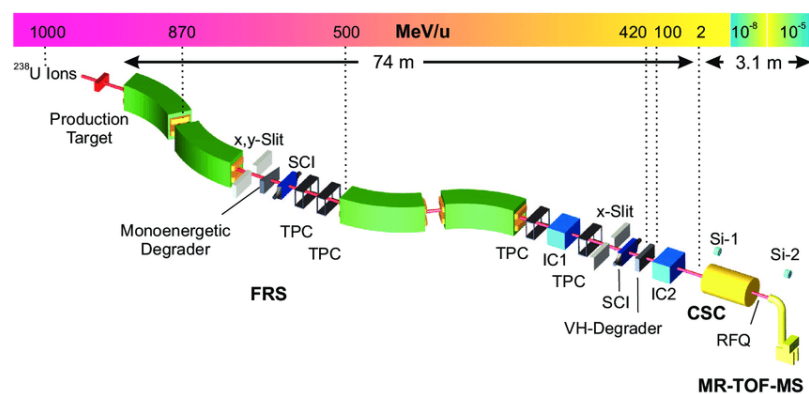 1000 870 500 MeV/u 420 100 2 10⁻⁸ 10⁻⁵
74 m
3.1 m
²³⁸U Ions
Production
Target
x,y-Slit
SCI
Monoenergetic
Degrader
TPC
TPC
x-Slit
TPC
IC1
TPC
SCI
IC2
VH-Degrader
Si-1
Si-2
FRS
CSC
RFQ
MR-TOF-MS